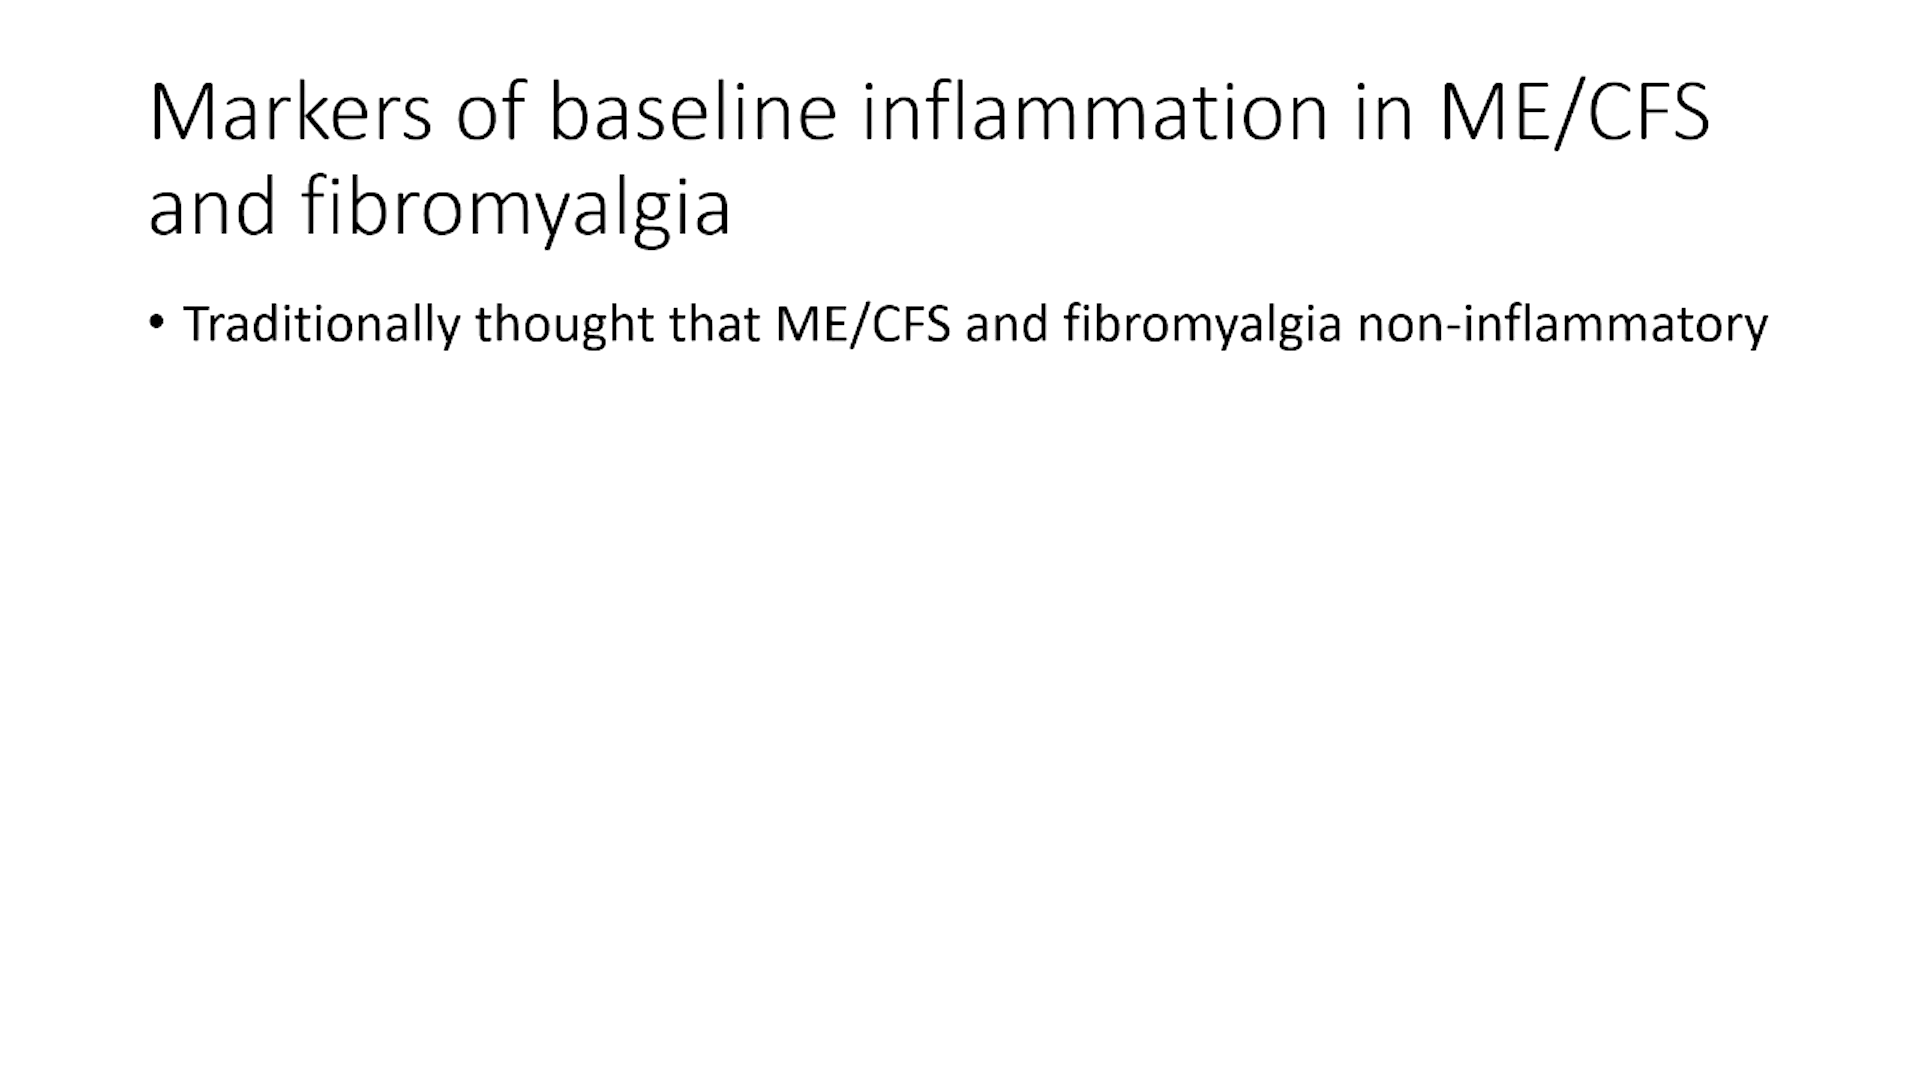 Markers of baseline inflammation in ME/CFS
and fibromyalgia
• Traditionally thought that ME/CFS and fibromyalgia non-inflammatory